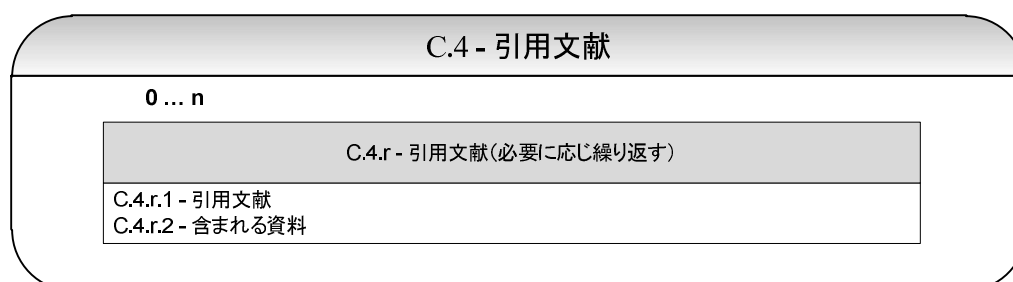 C.4 - 引用文献
0 … n
C.4.r - 引用文献(必要に応じ繰り返す)
C.4.r.1 - 引用文献
C.4.r.2 - 含まれる資料